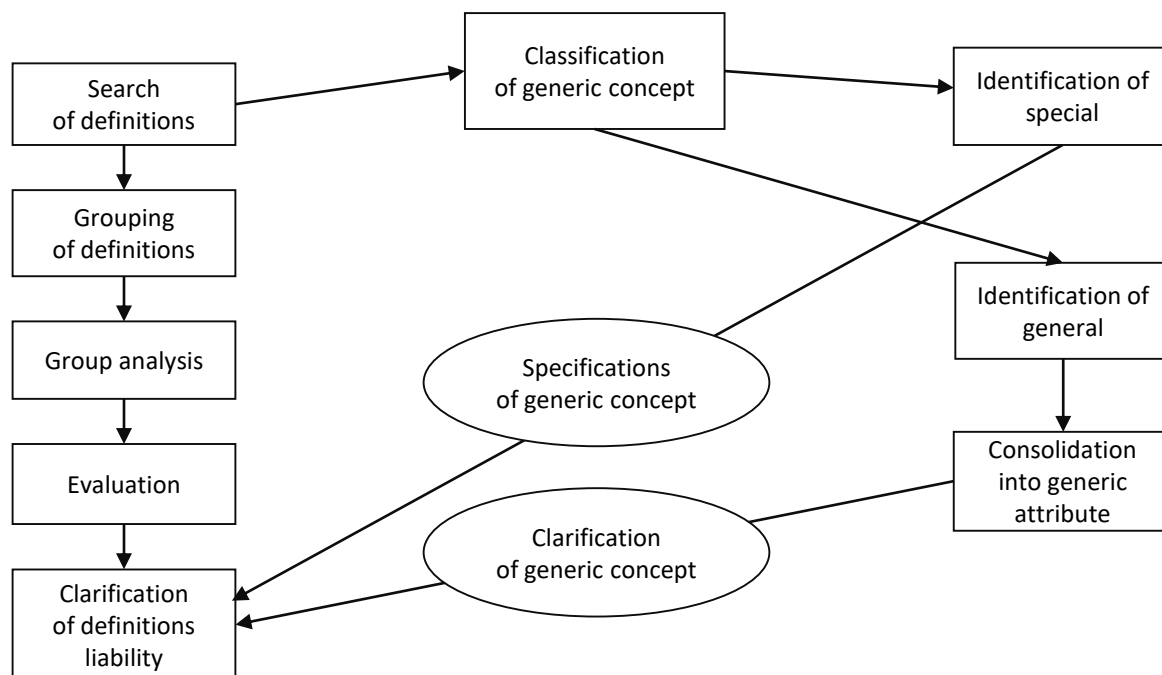 Search
of definitions
Classification
of generic concept
Identification of
special
Grouping
of definitions
Identification of
general
Group analysis
Specifications
of generic concept
Evaluation
Consolidation
into generic
attribute
Clarification
of generic concept
Clarification
of definitions
liability